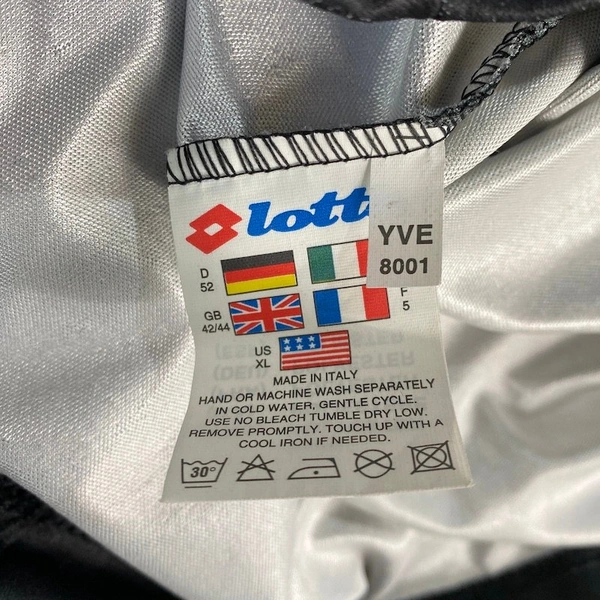 lott
YVE
8001
D
52
F
5
GB
42/44
US
XL
MADE IN ITALY
HAND OR MACHINE WASH SEPARATELY
IN COLD WATER, GENTLE CYCLE.
USE NO BLEACH TUMBLE DRY LOW.
REMOVE PROMPTLY. TOUCH UP WITH A
COOL IRON IF NEEDED.
30°